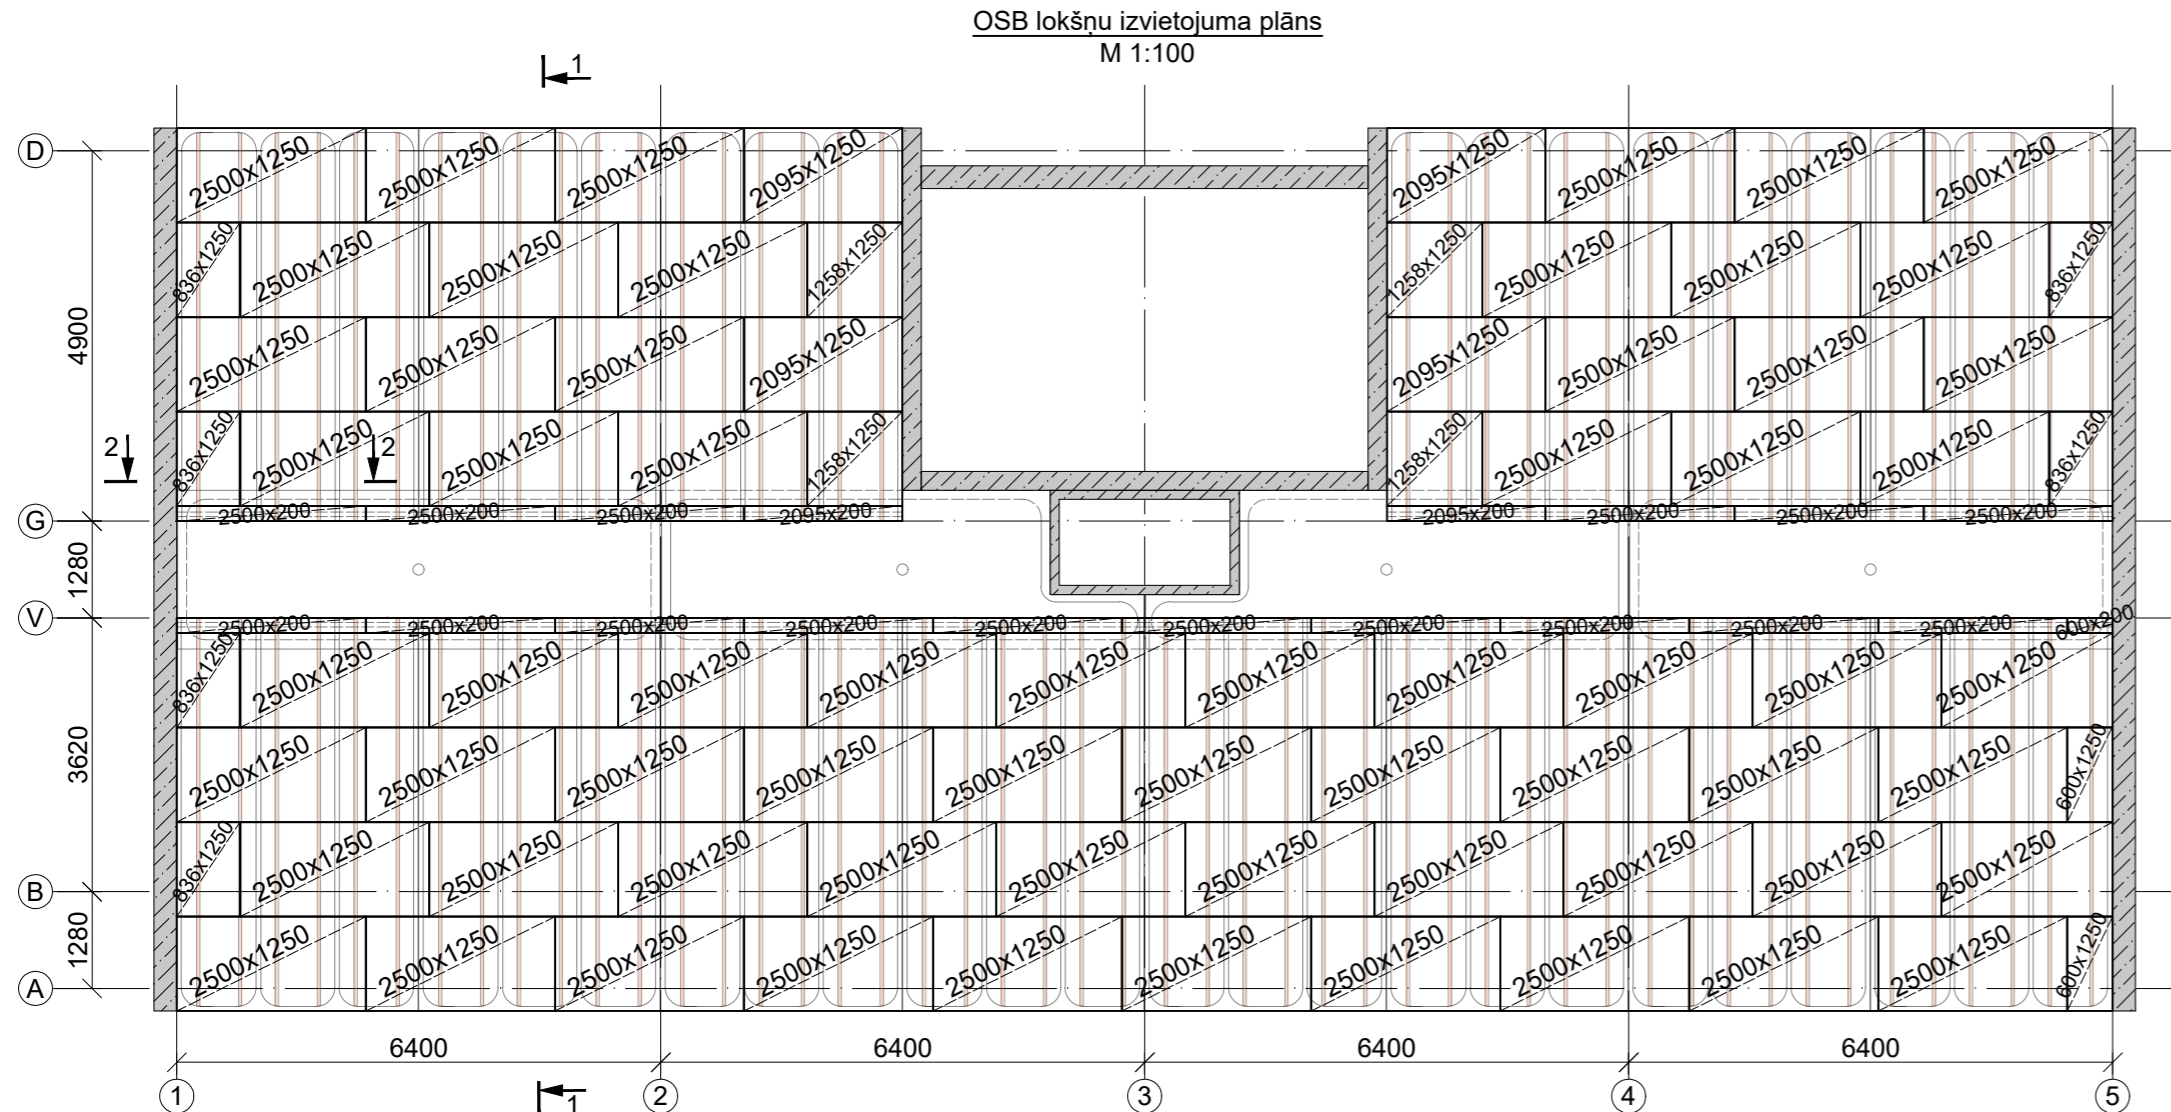 OSB lokšņu izvietojuma plāns
M 1:100
1
D
2500x1250 2500x1250 2500x1250 2095x1250 2095x1250 2500x1250 2500x1250 2500x1250
836x1250 2500x1250 2500x1250 2500x1250 1258x1250 1258x1250 2500x1250 2500x1250 2500x1250 836x1250
4900
2500x1250 2500x1250 2500x1250 2095x1250 2095x1250 2500x1250 2500x1250 2500x1250
836x1250 2500x1250 2500x1250 2500x1250 1258x1250 1258x1250 2500x1250 2500x1250 2500x1250 836x1250
2 2
G
2500x200 2500x200 2500x200 2095x200 2095x200 2500x200 2500x200 2500x200
1280
V
2500x200 2500x200 2500x200 2500x200 2500x200 2500x200 2500x200 2500x200 2500x200 2500x200 600x200
836x1250 2500x1250 2500x1250 2500x1250 2500x1250 2500x1250 2500x1250 2500x1250 2500x1250 2500x1250 2500x1250
3620
2500x1250 2500x1250 2500x1250 2500x1250 2500x1250 2500x1250 2500x1250 2500x1250 2500x1250 2500x1250 600x1250
836x1250 2500x1250 2500x1250 2500x1250 2500x1250 2500x1250 2500x1250 2500x1250 2500x1250 2500x1250 2500x1250
B
1280
2500x1250 2500x1250 2500x1250 2500x1250 2500x1250 2500x1250 2500x1250 2500x1250 2500x1250 2500x1250 600x1250
A
6400 6400 6400 6400
1 2 3 4 5
1